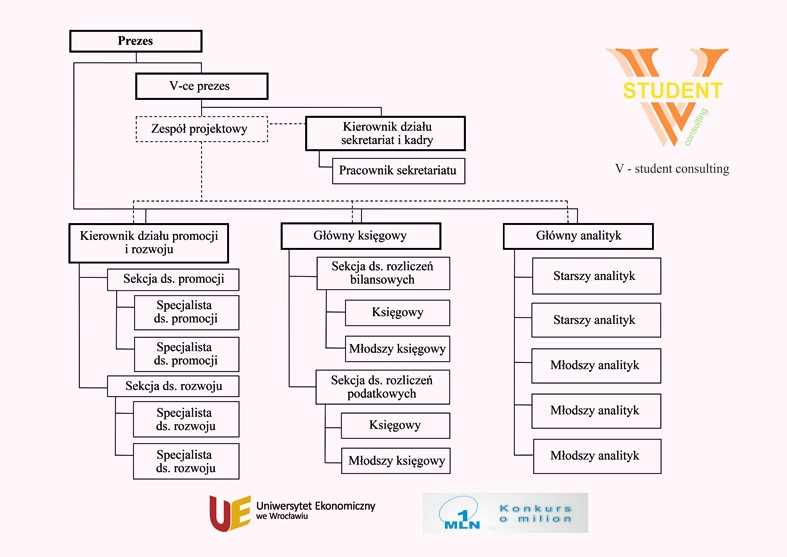 Prezes
V-ce prezes
Zespół projektowy
Kierownik działu
sekretariat i kadry
Pracownik sekretariatu
STUDENT
consulting
V - student consulting
Kierownik działu promocji
i rozwoju
Sekcja ds. promocji
Specjalista
ds. promocji
Specjalista
ds. promocji
Sekcja ds. rozwoju
Specjalista
ds. rozwoju
Specjalista
ds. rozwoju
Główny księgowy
Sekcja ds. rozliczeń
bilansowych
Księgowy
Młodszy księgowy
Sekcja ds. rozliczeń
podatkowych
Księgowy
Młodszy księgowy
Główny analityk
Starszy analityk
Starszy analityk
Młodszy analityk
Młodszy analityk
Młodszy analityk
UE
Uniwersytet Ekonomiczny
we Wrocławiu
1
MLN
Konkurs
o milion